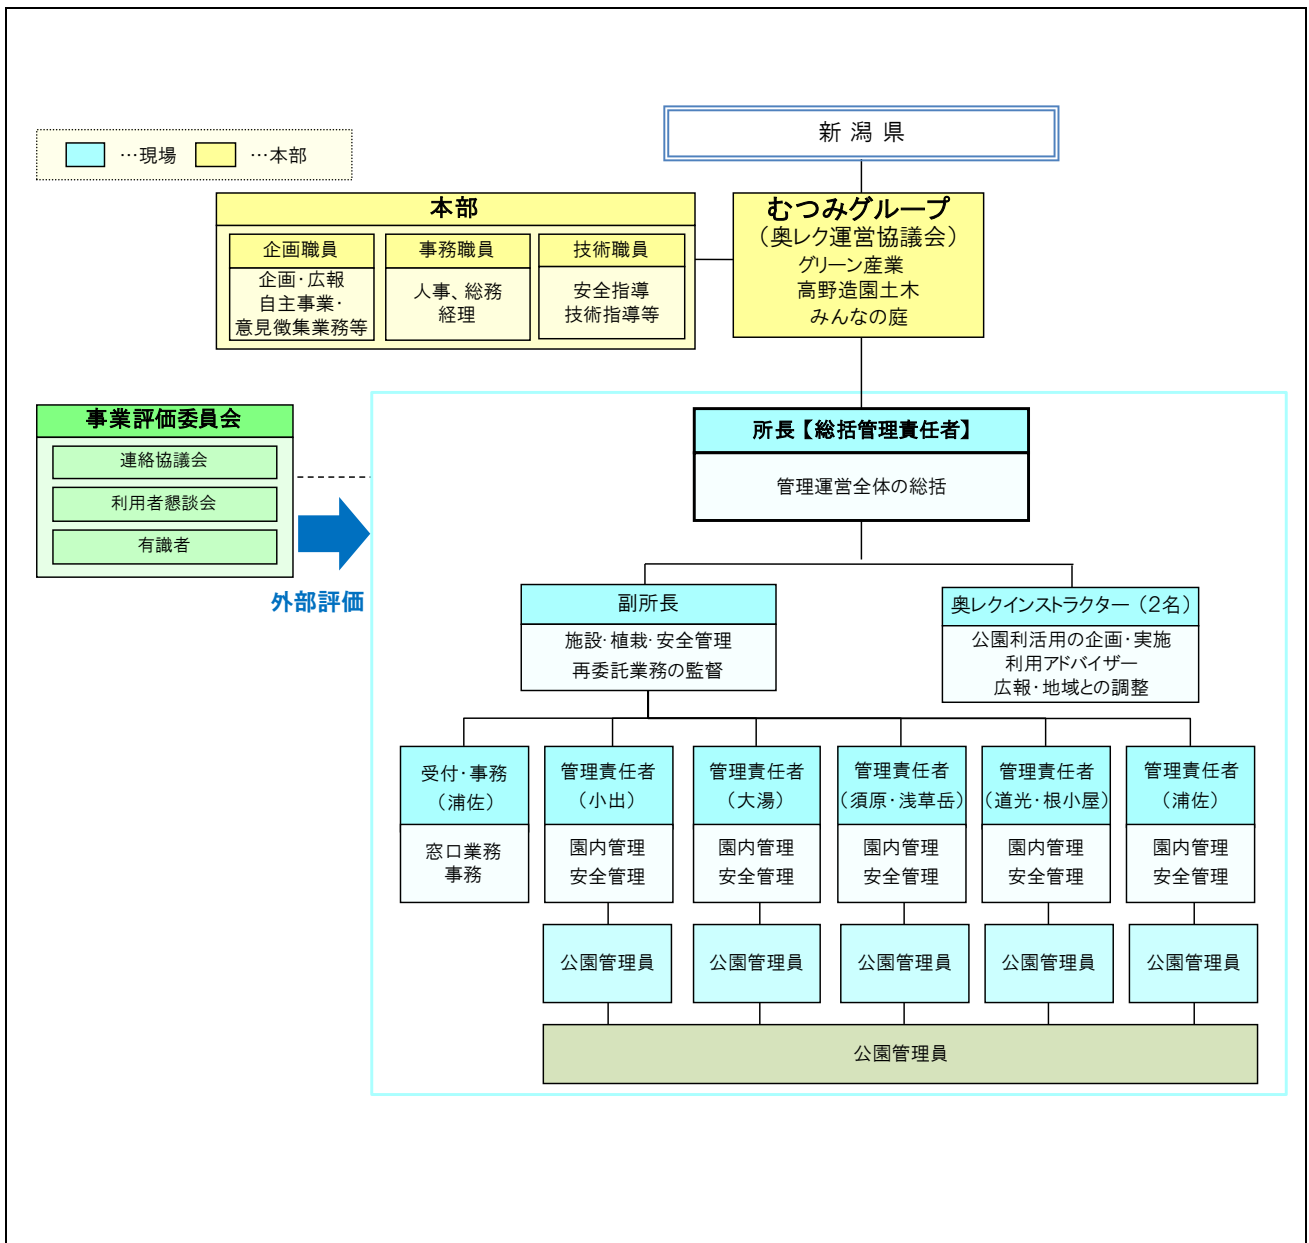 新潟県
…現場 …本部
本部
企画職員
企画・広報
自主事業・
意見徴集業務等
事務職員
人事、総務
経理
技術職員
安全指導
技術指導等
むつみグループ
（奥レク運営協議会）
グリーン産業
高野造園土木
みんなの庭
事業評価委員会
連絡協議会
利用者懇談会
有識者
外部評価
所長【総括管理責任者】
管理運営全体の総括
副所長
施設・植栽・安全管理
再委託業務の監督
奥レクインストラクター（２名）
公園利活用の企画・実施
利用アドバイザー
広報・地域との調整
受付・事務
（浦佐）
窓口業務
事務
管理責任者
（小出）
園内管理
安全管理
管理責任者
（大湯）
園内管理
安全管理
管理責任者
（須原・浅草岳）
園内管理
安全管理
管理責任者
（道光・根小屋）
園内管理
安全管理
管理責任者
（浦佐）
園内管理
安全管理
公園管理員
公園管理員
公園管理員
公園管理員
公園管理員
公園管理員